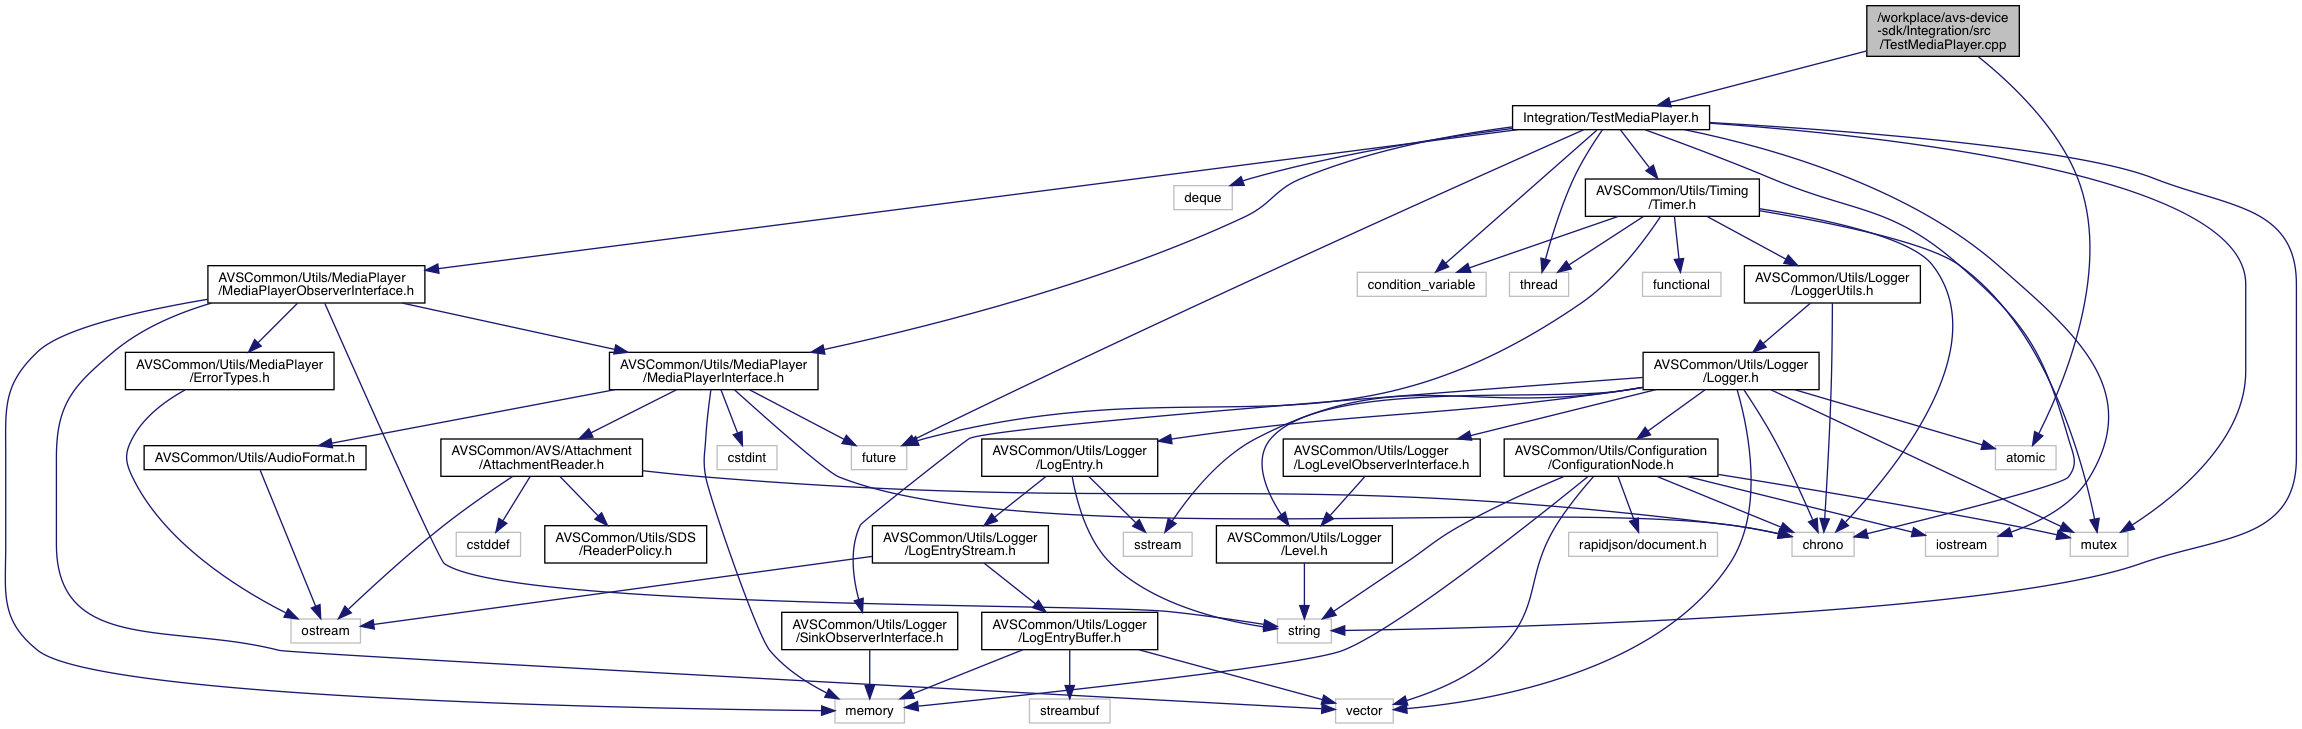 /workplace/avs-device
-sdk/Integration/src
/TestMediaPlayer.cpp
Integration/TestMediaPlayer.h
deque
AVSCommon/Utils/Timing
/Timer.h
AVSCommon/Utils/MediaPlayer
/MediaPlayerObserverInterface.h
condition_variable
thread
functional
AVSCommon/Utils/Logger
/LoggerUtils.h
AVSCommon/Utils/MediaPlayer
/ErrorTypes.h
AVSCommon/Utils/MediaPlayer
/MediaPlayerInterface.h
AVSCommon/Utils/Logger
/Logger.h
AVSCommon/Utils/AudioFormat.h
AVSCommon/AVS/Attachment
/AttachmentReader.h
cstdint
future
AVSCommon/Utils/Logger
/LogEntry.h
AVSCommon/Utils/Logger
/LogLevelObserverInterface.h
AVSCommon/Utils/Configuration
/ConfigurationNode.h
atomic
cstddef
AVSCommon/Utils/SDS
/ReaderPolicy.h
AVSCommon/Utils/Logger
/LogEntryStream.h
sstream
AVSCommon/Utils/Logger
/Level.h
rapidjson/document.h
chrono
iostream
mutex
ostream
AVSCommon/Utils/Logger
/SinkObserverInterface.h
AVSCommon/Utils/Logger
/LogEntryBuffer.h
string
memory
streambuf
vector